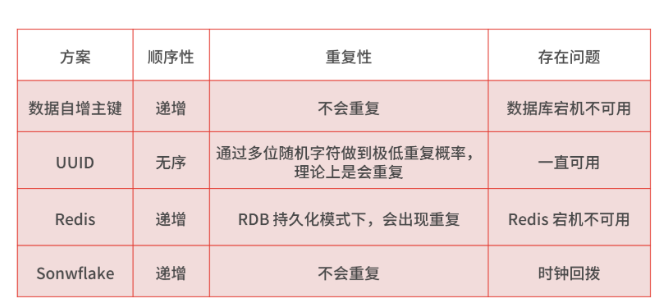 方案 顺序性 重复性 存在问题
数据自增主键 递增 不会重复 数据库宕机不可用
UUID 无序 通过多位随机字符做到极低重复概率，
理论上是会重复 一直可用
Redis 递增 RDB 持久化模式下，会出现重复 Redis 宕机不可用
Sonwflake 递增 不会重复 时钟回拨